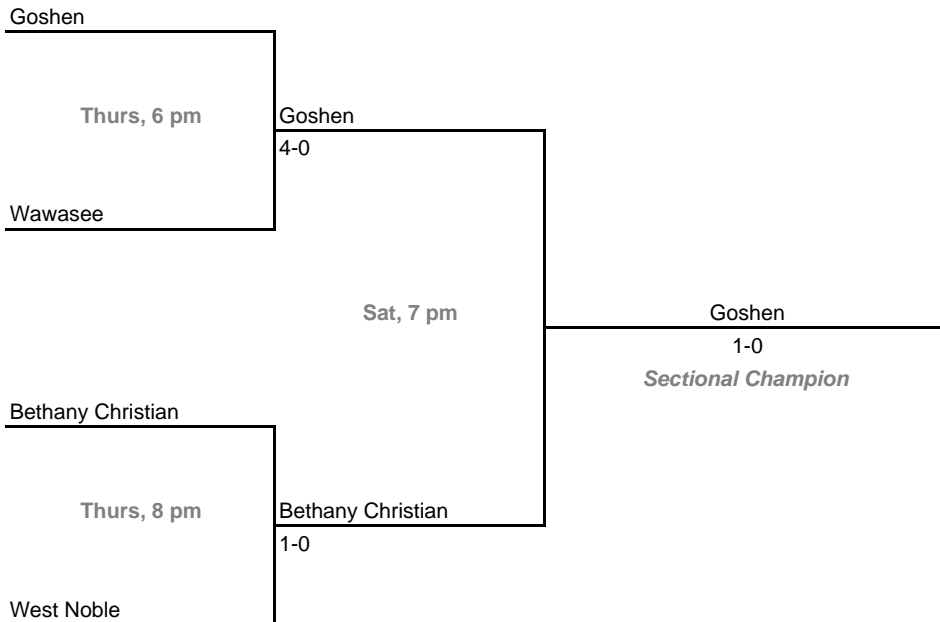 Goshen
Thurs, 6 pm
Goshen
4-0
Wawasee
Sat, 7 pm
Goshen
1-0
Sectional Champion
Bethany Christian
Thurs, 8 pm
Bethany Christian
1-0
West Noble